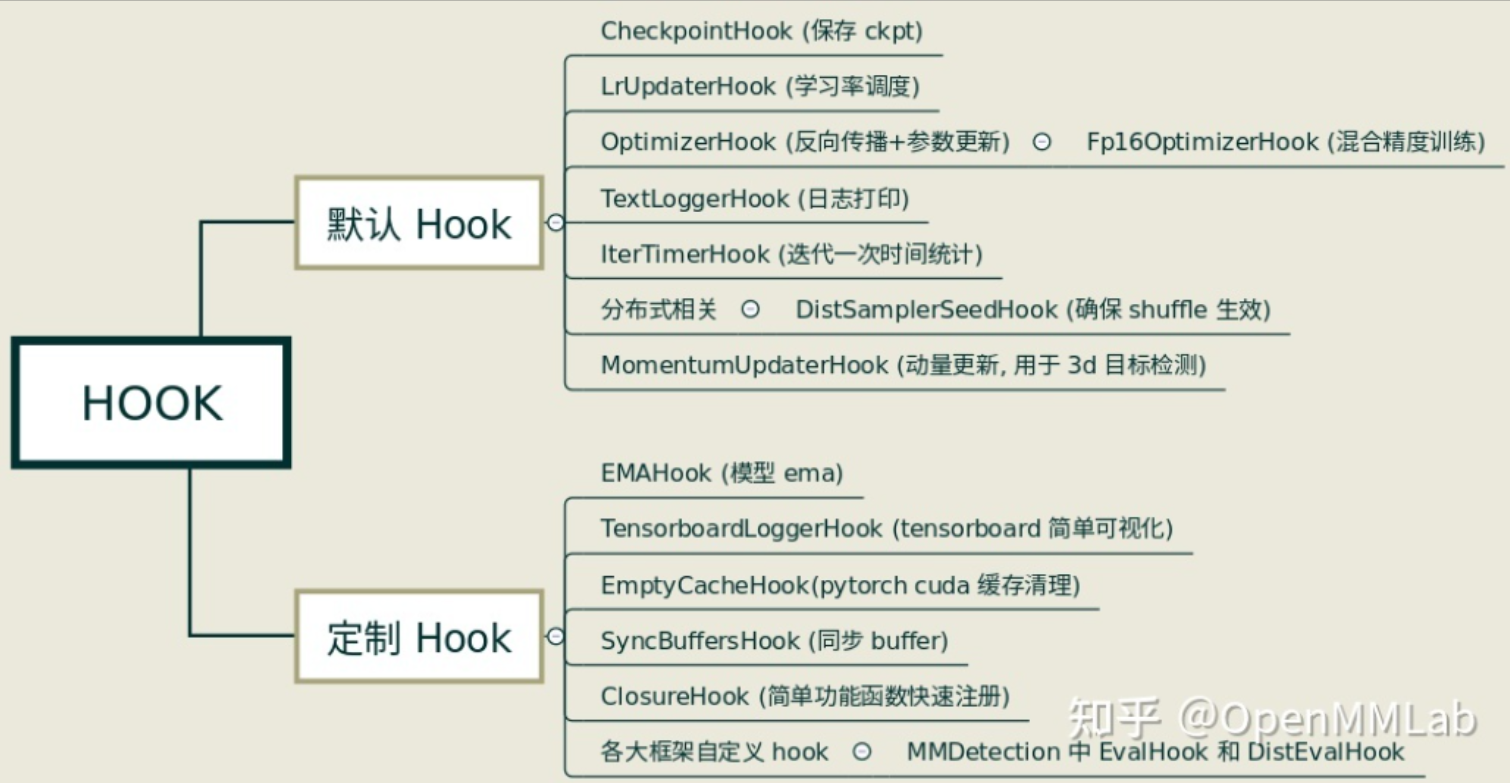 CheckpointHook (保存 ckpt)
LrUpdaterHook (学习率调度)
OptimizerHook (反向传播+参数更新) Fp16OptimizerHook (混合精度训练)
TextLoggerHook (日志打印)
默认 Hook
IterTimerHook (迭代一次时间统计)
分布式相关 DistSamplerSeedHook (确保 shuffle 生效)
MomentumUpdaterHook (动量更新, 用于 3d 目标检测)
HOOK
EMAHook (模型 ema)
TensorboardLoggerHook (tensorboard 简单可视化)
EmptyCacheHook(pytorch cuda 缓存清理)
定制 Hook
SyncBuffersHook (同步 buffer)
ClosureHook (简单功能函数快速注册)
各大框架自定义 hook MMDetection 中 EvalHook 和 DistEvalHook
知乎 @OpenMMLab